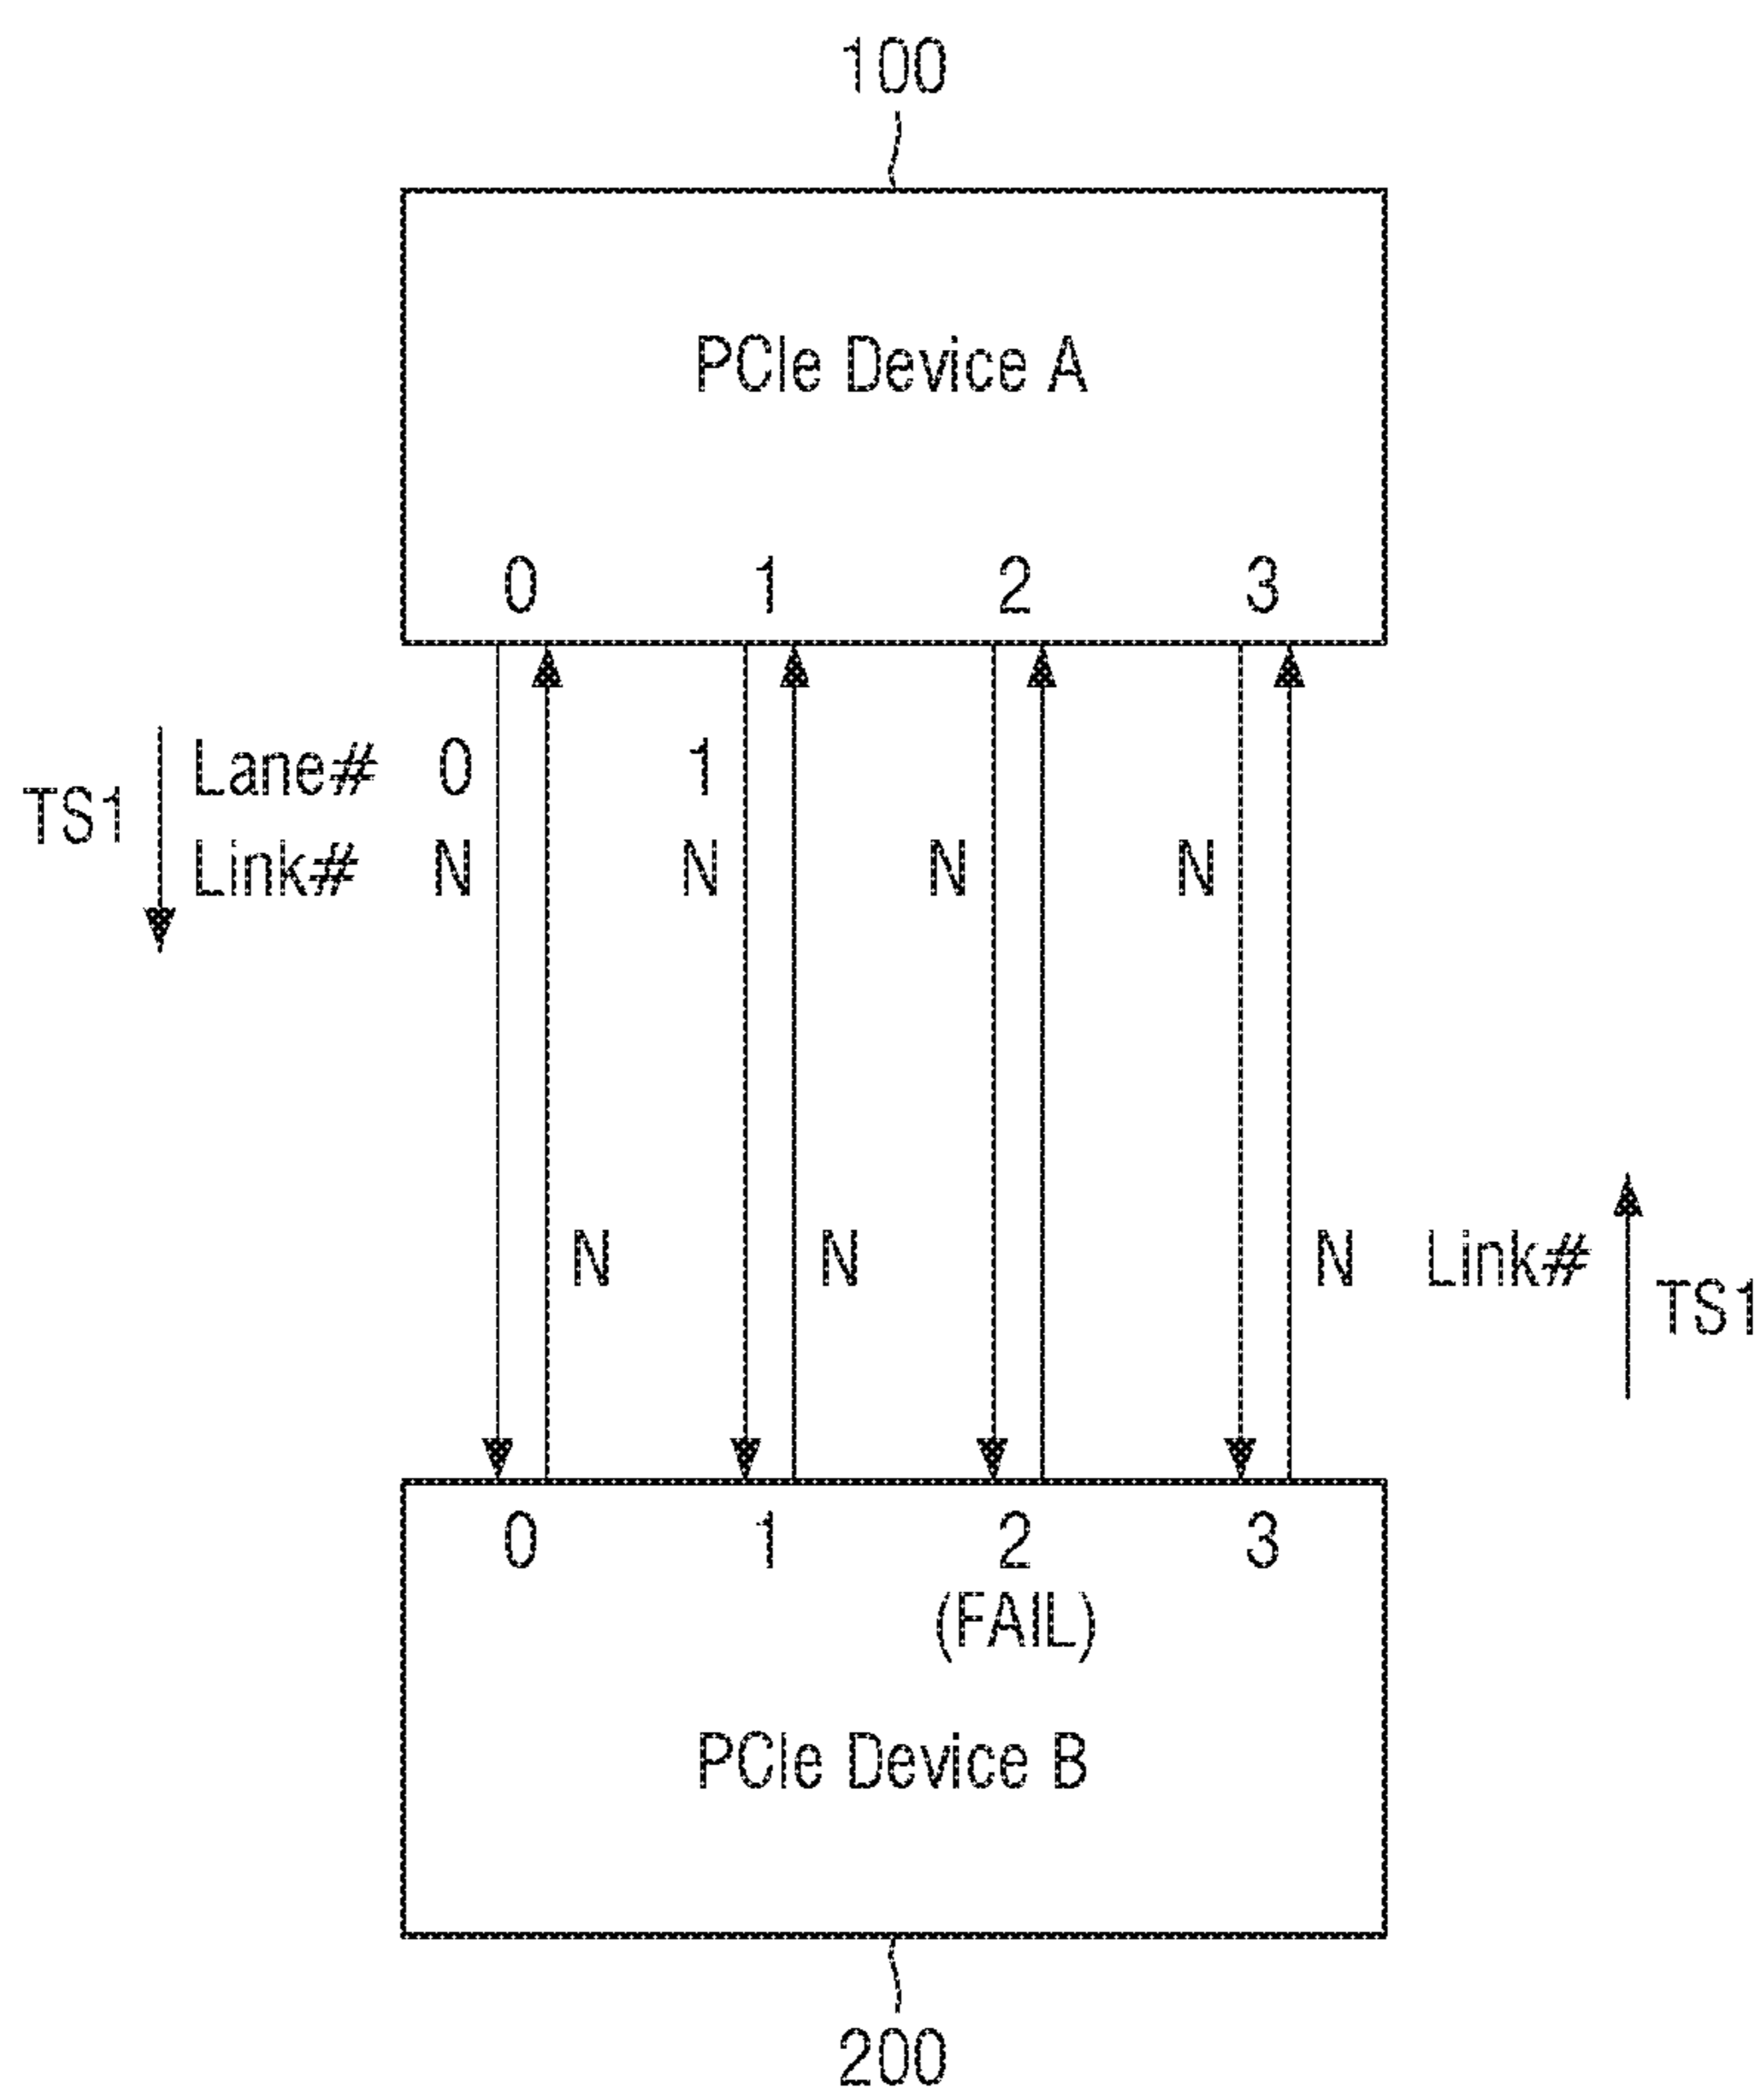 100
PCIe Device A
0 1 2 3
TS1
Lane# 0 1
Link# N N N N
N N N Link#
TS1
0 1 2 3
(FAIL)
PCIe Device B
200